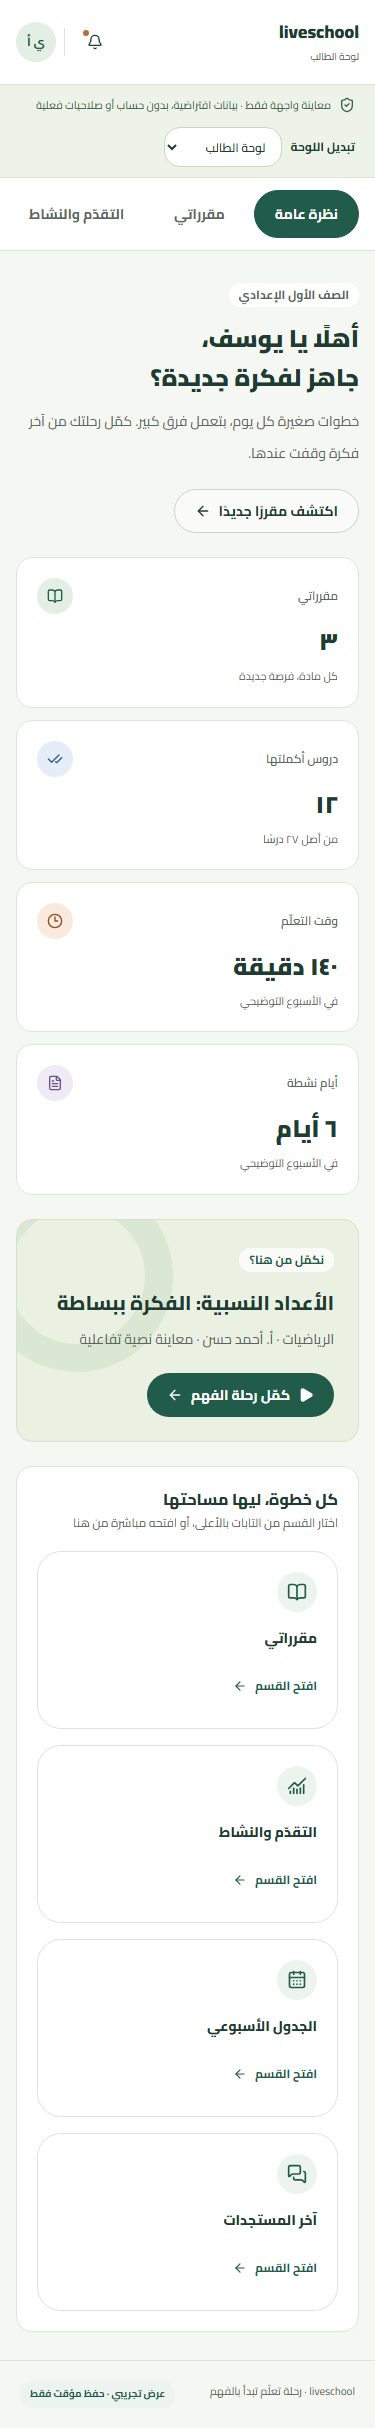 liveschool
لوحة الطالب
ي أ
معاينة واجهة فقط · بيانات افتراضية، بدون حساب أو صلاحيات فعلية
تبديل اللوحة
لوحة الطالب
نظرة عامة
مقرراتي
التقدّم والنشاط
الصف الأول الإعدادي
أهلًا يا يوسف،
جاهز لفكرة جديدة؟
خطوات صغيرة كل يوم، بتعمل فرق كبير. كمّل رحلتك من آخر
فكرة وقفت عندها.
اكتشف مقررًا جديدًا
مقرراتي
٣
كل مادة، فرصة جديدة
دروس أكملتها
١٢
من أصل ٢٧ درسًا
وقت التعلّم
١٤٠ دقيقة
في الأسبوع التوضيحي
أيام نشطة
٦ أيام
في الأسبوع التوضيحي
نكمّل من هنا؟
الأعداد النسبية: الفكرة ببساطة
الرياضيات · أ. أحمد حسن · معاينة نصية تفاعلية
كمّل رحلة الفهم
كل خطوة، ليها مساحتها
اختار القسم من التابات بالأعلى، أو افتحه مباشرة من هنا
مقرراتي
افتح القسم
التقدّم والنشاط
افتح القسم
الجدول الأسبوعي
افتح القسم
آخر المستجدات
افتح القسم
liveschool · رحلة تعلّم تبدأ بالفهم
عرض تجريبي · حفظ مؤقت فقط